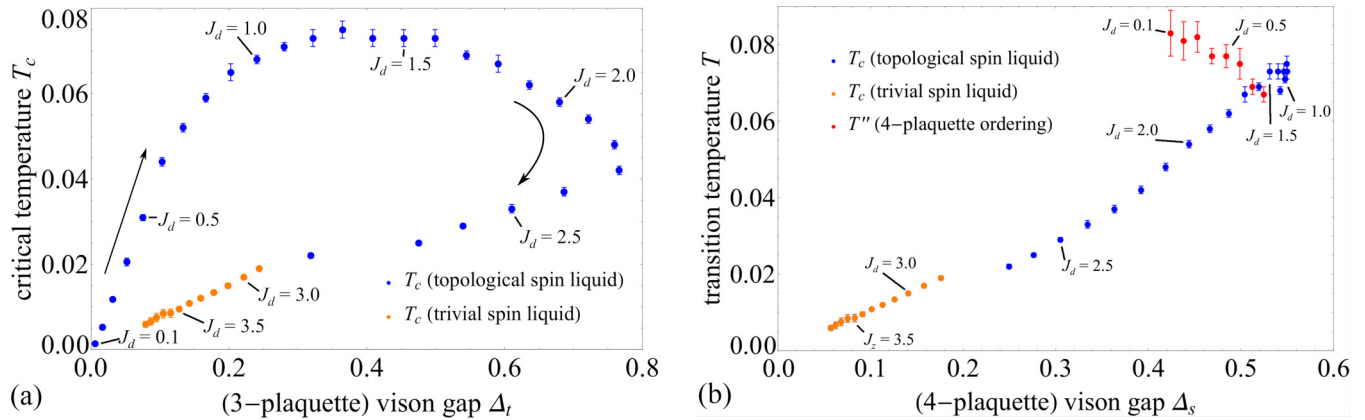 critical temperature T_c
0.08
0.06
0.04
0.02
0.00
J_d = 1.0
J_d = 1.5
J_d = 2.0
J_d = 0.5
J_d = 2.5
J_d = 3.0
J_d = 3.5
J_d = 0.1
T_c (topological spin liquid)
T_c (trivial spin liquid)
0.0 0.2 0.4 0.6 0.8
(a)
(3−plaquette) vison gap Δ_t
transition temperature T
0.08
0.06
0.04
0.02
0.00
J_d = 0.1
J_d = 0.5
T_c (topological spin liquid)
T_c (trivial spin liquid)
T'' (4−plaquette ordering)
J_d = 1.0
J_d = 1.5
J_d = 2.0
J_d = 2.5
J_d = 3.0
J_z = 3.5
0.0 0.1 0.2 0.3 0.4 0.5 0.6
(b)
(4−plaquette) vison gap Δ_s